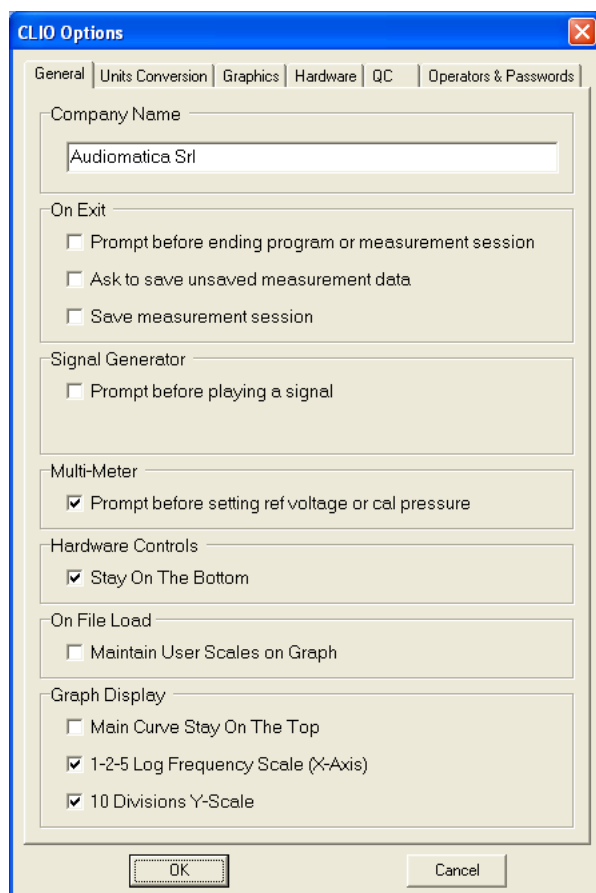 CLIO Options
General Units Conversion Graphics Hardware QC Operators & Passwords
Company Name
Audiomatica Srl
On Exit
Prompt before ending program or measurement session
Ask to save unsaved measurement data
Save measurement session
Signal Generator
Prompt before playing a signal
Multi-Meter
Prompt before setting ref voltage or cal pressure
Hardware Controls
Stay On The Bottom
On File Load
Maintain User Scales on Graph
Graph Display
Main Curve Stay On The Top
1-2-5 Log Frequency Scale (X-Axis)
10 Divisions Y-Scale
OK Cancel